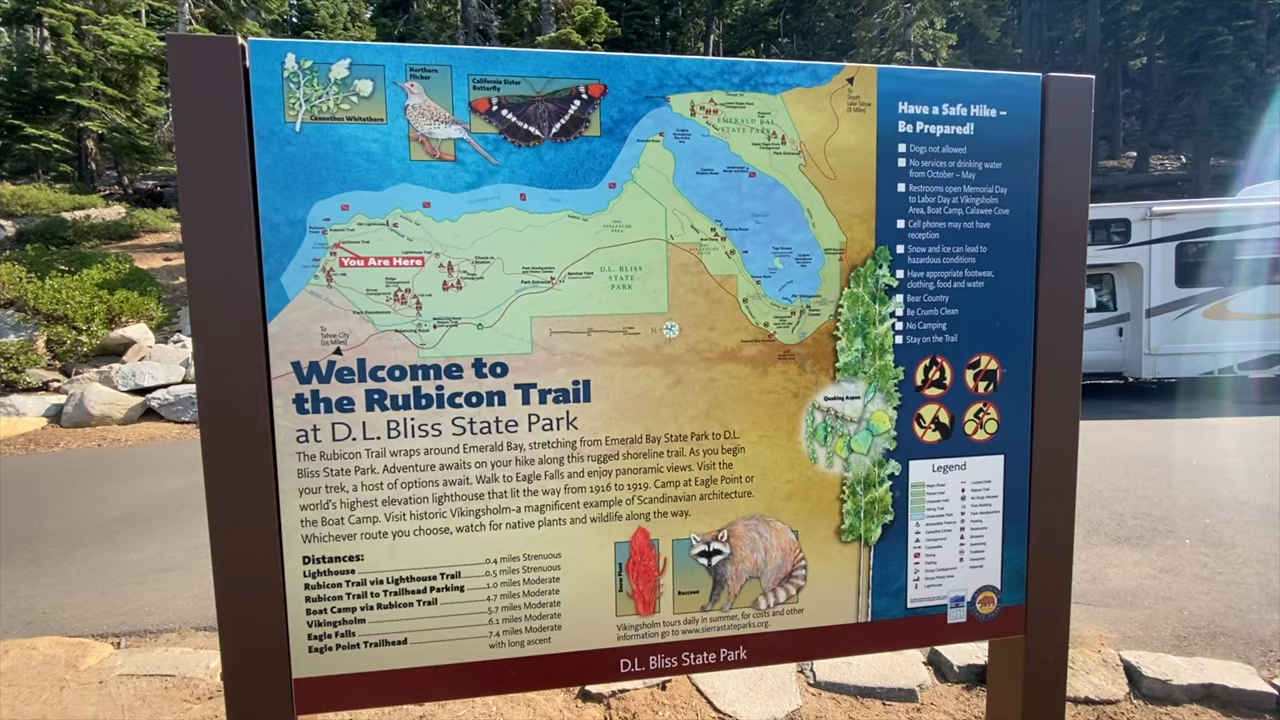 Ceanothus Whitethorn
Northern
Flicker
California Sister
Butterfly
To
South
Lake Tahoe
(8 Miles)
EMERALD BAY
STATE PARK
D.L. BLISS
STATE
PARK
You Are Here
Lighthouse Trail
Park Residences
Balancing Rock
Service Yard
To
Tahoe City
(15 Miles)
N
Welcome to
the Rubicon Trail
at D.L. Bliss State Park
The Rubicon Trail wraps around Emerald Bay, stretching from Emerald Bay State Park to D.L.
Bliss State Park. Adventure awaits on your hike along this rugged shoreline trail. As you begin
your trek, a host of options await. Walk to Eagle Falls and enjoy panoramic views. Visit the
world's highest elevation lighthouse that lit the way from 1916 to 1919. Camp at Eagle Point or
the Boat Camp. Visit historic Vikingsholm-a magnificent example of Scandinavian architecture.
Whichever route you choose, watch for native plants and wildlife along the way.
Distances:
Lighthouse 0.4 miles Strenuous
Rubicon Trail via Lighthouse Trail 0.5 miles Strenuous
Rubicon Trail to Trailhead Parking 1.0 miles Moderate
Boat Camp via Rubicon Trail 4.7 miles Moderate
Vikingsholm 5.7 miles Moderate
Eagle Falls 6.1 miles Moderate
Eagle Point Trailhead 7.4 miles Moderate
with long ascent
Snow Plant
Raccoon
Vikingsholm tours daily in summer, for costs and other
information go to www.sierrastateparks.org.
Quaking Aspen
Have a Safe Hike –
Be Prepared!
Dogs not allowed
No services or drinking water
from October – May
Restrooms open Memorial Day
to Labor Day at Vikingsholm
Area, Boat Camp, Calawee Cove
Cell phones may not have
reception
Snow and ice can lead to
hazardous conditions
Have appropriate footwear,
clothing, food and water
Bear Country
Be Crumb Clean
No Camping
Stay on the Trail
Legend
D.L. Bliss State Park